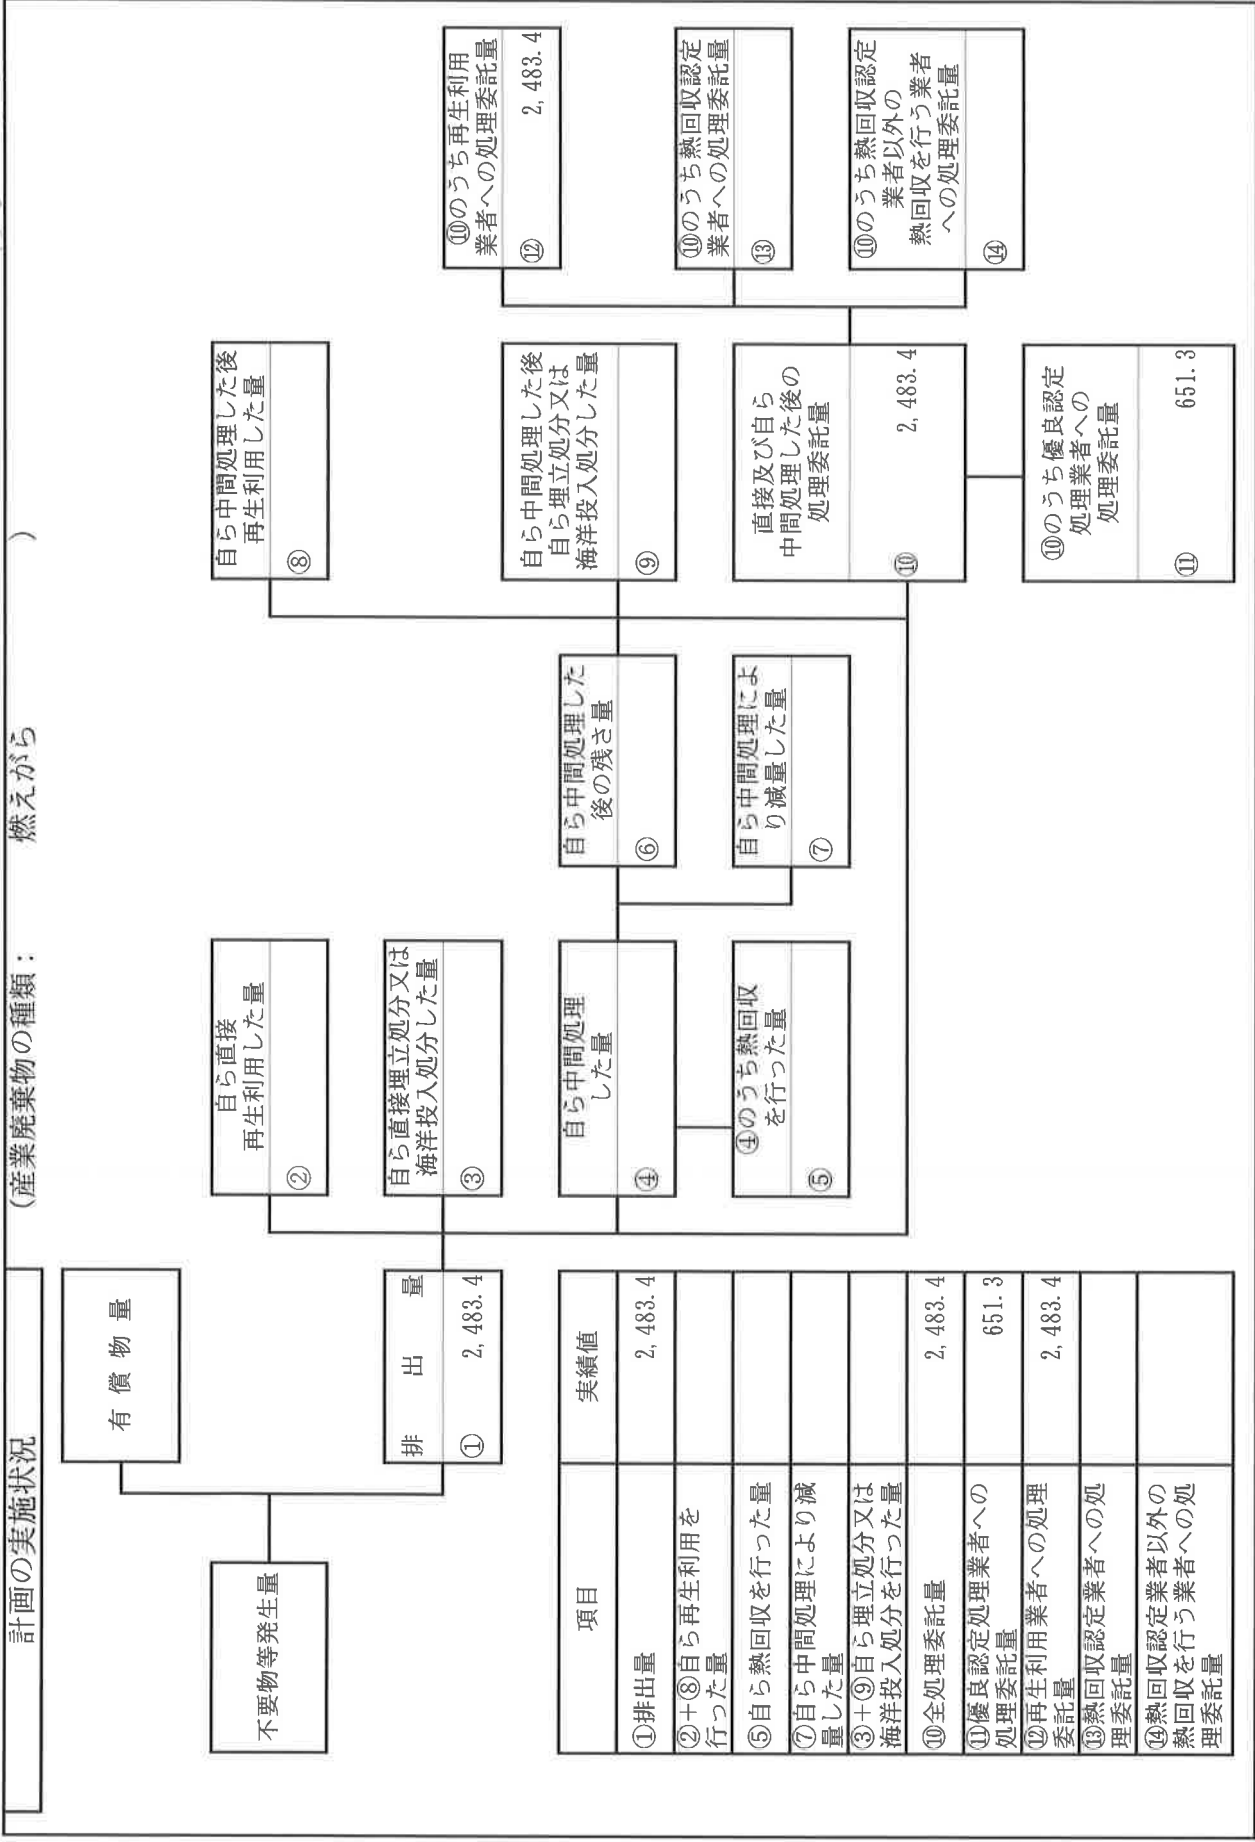 計画の実施状況
(産業廃棄物の種類： 燃えがら )
不要物等発生量
有 償 物 量
排 出 量
① 2,483.4
自ら直接
再生利用した量
②
自ら直接埋立処分又は
海洋投入処分した量
③
自ら中間処理
した量
④
④のうち熱回収
を行った量
⑤
自ら中間処理した
後の残さ量
⑥
自ら中間処理によ
り減量した量
⑦
自ら中間処理した後
再生利用した量
⑧
自ら中間処理した後
自ら埋立処分又は
海洋投入処分した量
⑨
直接及び自ら
中間処理した後の
処理委託量
⑩ 2,483.4
⑩のうち優良認定
処理業者への
処理委託量
⑪ 651.3
⑩のうち再生利用
業者への処理委託量
⑫ 2,483.4
⑩のうち熱回収認定
業者への処理委託量
⑬
⑩のうち熱回収認定
業者以外の
熱回収を行う業者
への処理委託量
⑭
項目 実績値
①排出量 2,483.4
②+⑧自ら再生利用を
行った量
⑤自ら熱回収を行った量
⑦自ら中間処理により減
量した量
③+⑨自ら埋立処分又は
海洋投入処分を行った量
⑩全処理委託量 2,483.4
⑪優良認定処理業者への
処理委託量 651.3
⑫再生利用業者への処理
委託量 2,483.4
⑬熱回収認定業者への処
理委託量
⑭熱回収認定業者以外の
熱回収を行う業者への処
理委託量